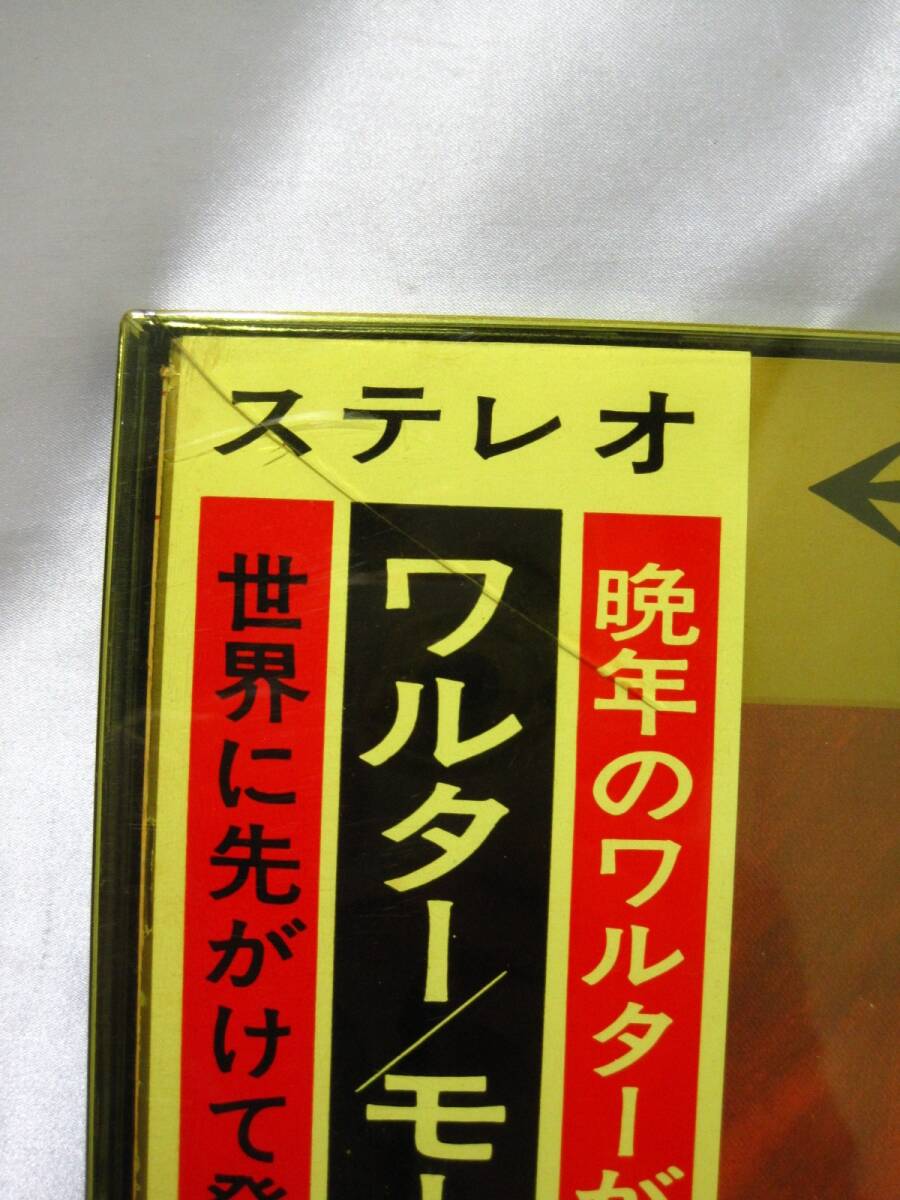 ステレオ
晩年のワルターが
ワルター/モー
世界に先がけて発